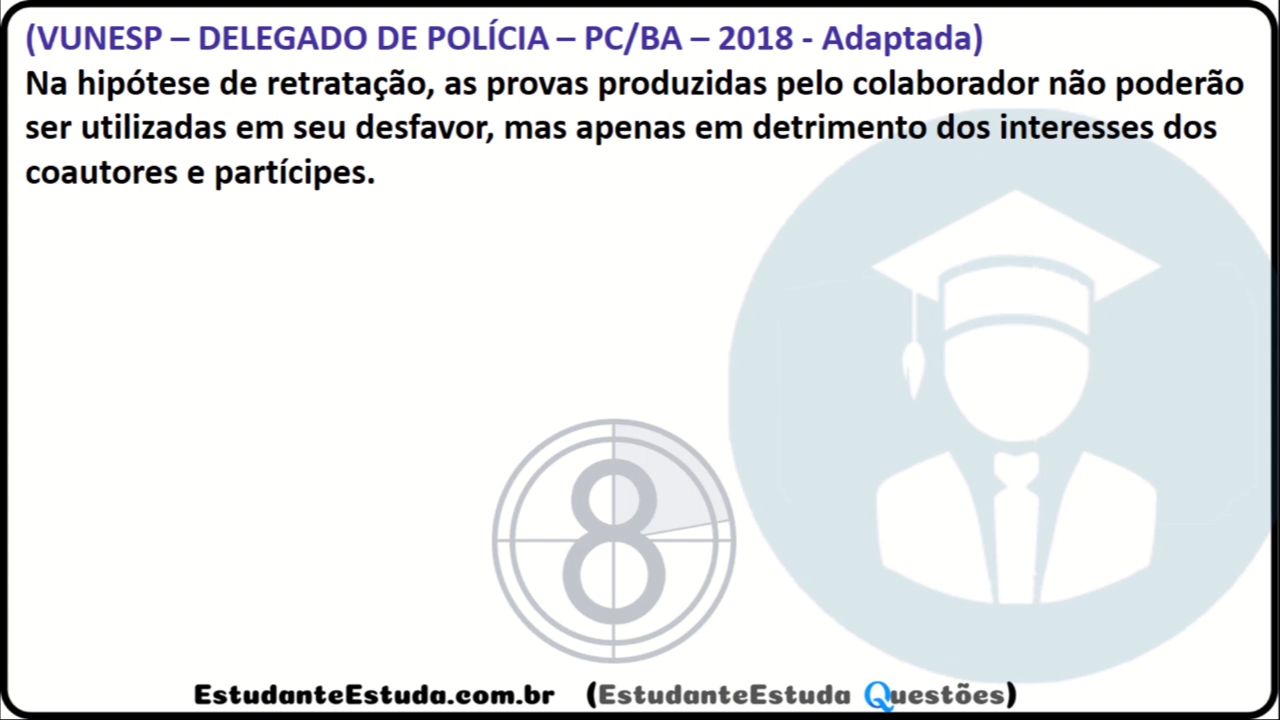 (VUNESP – DELEGADO DE POLÍCIA – PC/BA – 2018 - Adaptada)
Na hipótese de retratação, as provas produzidas pelo colaborador não poderão
ser utilizadas em seu desfavor, mas apenas em detrimento dos interesses dos
coautores e partícipes.
8
EstudanteEstuda.com.br (EstudanteEstuda Questões)